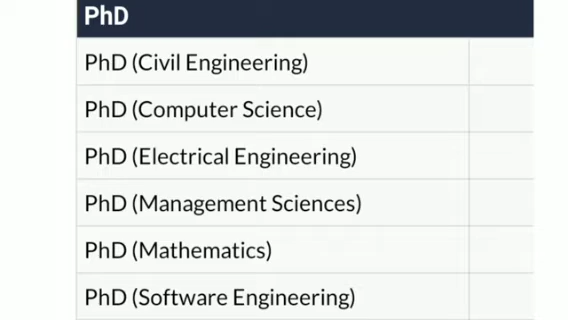 PhD
PhD (Civil Engineering)
PhD (Computer Science)
PhD (Electrical Engineering)
PhD (Management Sciences)
PhD (Mathematics)
PhD (Software Engineering)